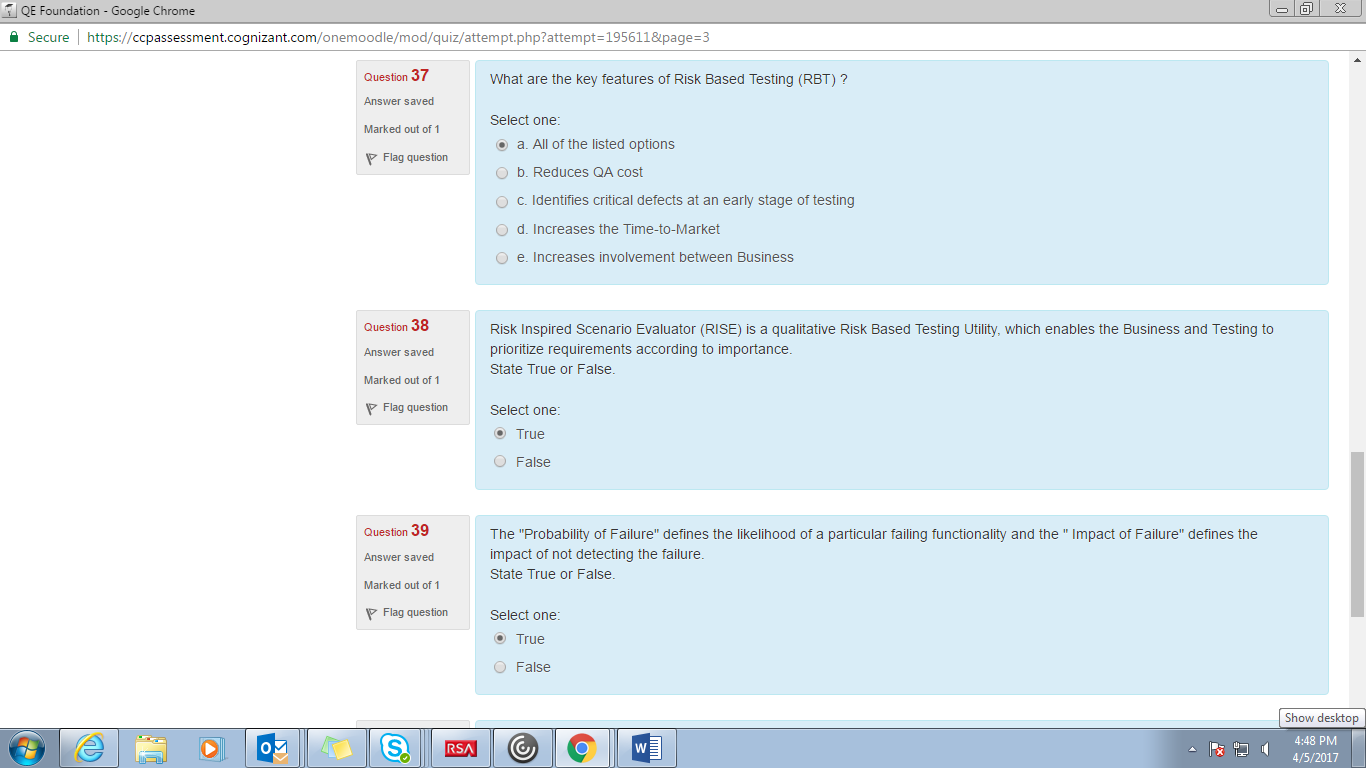 QE Foundation - Google Chrome
Secure
https://ccpassessment.cognizant.com/onemoodle/mod/quiz/attempt.php?attempt=195611&page=3
Question 37
Answer saved
Marked out of 1
Flag question
What are the key features of Risk Based Testing (RBT) ?
Select one:
a. All of the listed options
b. Reduces QA cost
c. Identifies critical defects at an early stage of testing
d. Increases the Time-to-Market
e. Increases involvement between Business
Question 38
Answer saved
Marked out of 1
Flag question
Risk Inspired Scenario Evaluator (RISE) is a qualitative Risk Based Testing Utility, which enables the Business and Testing to
prioritize requirements according to importance.
State True or False.
Select one:
True
False
Question 39
Answer saved
Marked out of 1
Flag question
The "Probability of Failure" defines the likelihood of a particular failing functionality and the " Impact of Failure" defines the
impact of not detecting the failure.
State True or False.
Select one:
True
False
Show desktop
RSA
4:48 PM
4/5/2017